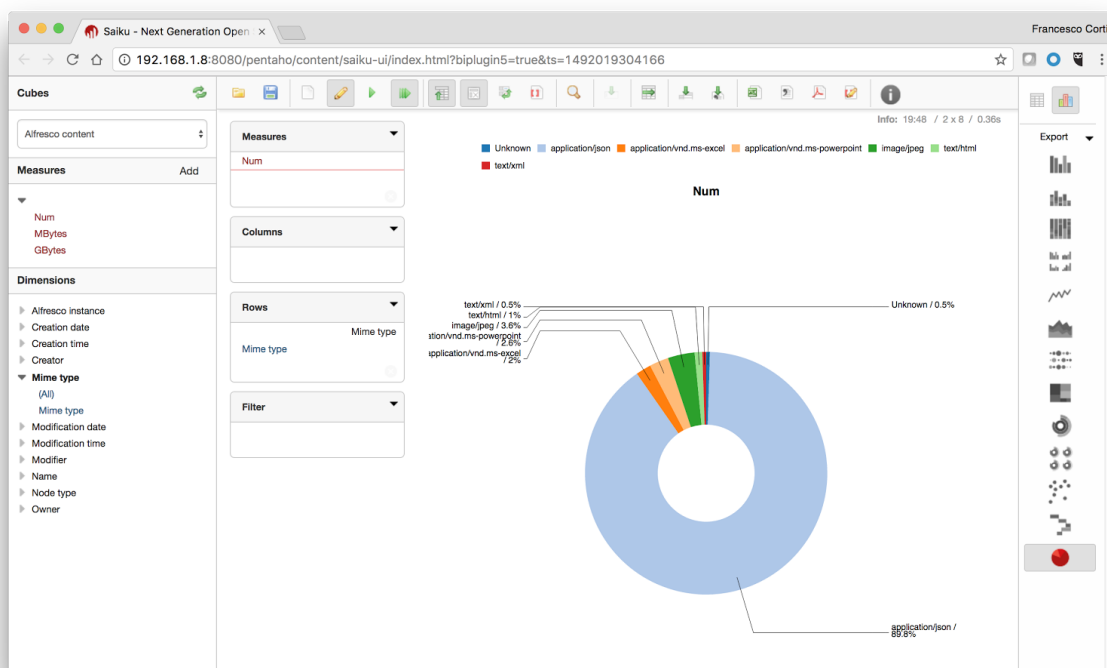 Saiku - Next Generation Open
Francesco Corti
192.168.1.8:8080/pentaho/content/saiku-ui/index.html?biplugin5=true&ts=1492019304166
Cubes
Alfresco content
Measures
Add
Num
MBytes
GBytes
Dimensions
Alfresco instance
Creation date
Creation time
Creator
Mime type
(All)
Mime type
Modification date
Modification time
Modifier
Name
Node type
Owner
Measures
Num
Columns
Rows
Mime type
Mime type
Filter
Info: 19:48 / 2 x 8 / 0.36s
Unknown application/json application/vnd.ms-excel application/vnd.ms-powerpoint image/jpeg text/html
text/xml
Num
text/xml / 0.5%
text/html / 1%
image/jpeg / 3.6%
ation/vnd.ms-powerpoint
/ 2.6%
application/vnd.ms-excel
/ 2%
Unknown / 0.5%
application/json /
89.8%
Export